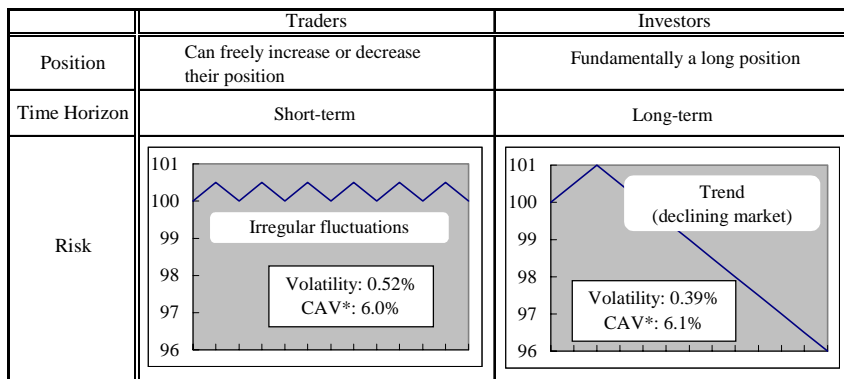 Traders
Investors
Position
Can freely increase or decrease
their position
Fundamentally a long position
Time Horizon
Short-term
Long-term
Risk
101
100
99
98
97
96
Irregular fluctuations
Volatility: 0.52%
CAV*: 6.0%
101
100
99
98
97
96
Trend
(declining market)
Volatility: 0.39%
CAV*: 6.1%